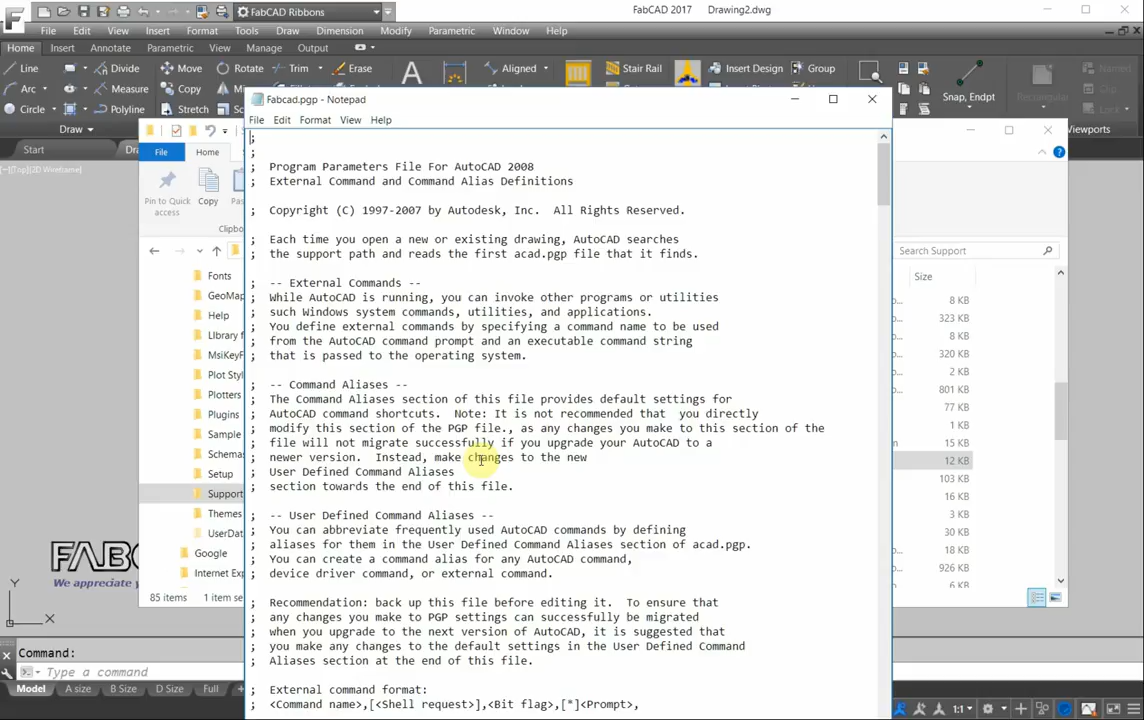 FabCAD Ribbons
FabCAD 2017 Drawing2.dwg
File Edit View Insert Format Tools Draw Dimension Modify Parametric Window Help
Home Insert Annotate Parametric View Manage Output
Line Divide Move Rotate Trim Erase Aligned Stair Rail Insert Design Group Named
Arc Measure Copy
Circle Polyline Stretch Snap, Endpt Rectangular
Draw Viewports
Start
[−][Top][2D Wireframe]
Fabcad.pgp - Notepad
File Edit Format View Help
;
;
; Program Parameters File For AutoCAD 2008
; External Command and Command Alias Definitions
; Copyright (C) 1997-2007 by Autodesk, Inc. All Rights Reserved.
; Each time you open a new or existing drawing, AutoCAD searches
; the support path and reads the first acad.pgp file that it finds.
; -- External Commands --
; While AutoCAD is running, you can invoke other programs or utilities
; such Windows system commands, utilities, and applications.
; You define external commands by specifying a command name to be used
; from the AutoCAD command prompt and an executable command string
; that is passed to the operating system.
; -- Command Aliases --
; The Command Aliases section of this file provides default settings for
; AutoCAD command shortcuts. Note: It is not recommended that you directly
; modify this section of the PGP file., as any changes you make to this section of the
; file will not migrate successfully if you upgrade your AutoCAD to a
; newer version. Instead, make changes to the new
; User Defined Command Aliases
; section towards the end of this file.
; -- User Defined Command Aliases --
; You can abbreviate frequently used AutoCAD commands by defining
; aliases for them in the User Defined Command Aliases section of acad.pgp.
; You can create a command alias for any AutoCAD command,
; device driver command, or external command.
; Recommendation: back up this file before editing it. To ensure that
; any changes you make to PGP settings can successfully be migrated
; when you upgrade to the next version of AutoCAD, it is suggested that
; you make any changes to the default settings in the User Defined Command
; Aliases section at the end of this file.
; External command format:
; <Command name>,[<Shell request>],<Bit flag>,[*]<Prompt>,
File Home
Pin to Quick
access
Copy
Search Support
Size
Fonts
Help
Plot Sty
Plotters
Plugins
Sample
Schemas
Setup
Support
Themes
UserData
Google
Internet Exp
8 KB
323 KB
8 KB
320 KB
2 KB
801 KB
77 KB
1 KB
15 KB
12 KB
103 KB
16 KB
3 KB
30 KB
18 KB
926 KB
6 KB
85 items 1 item
We appreciate
Y
X
Command:
Type a command
Model A size B Size D Size Full +
1:1